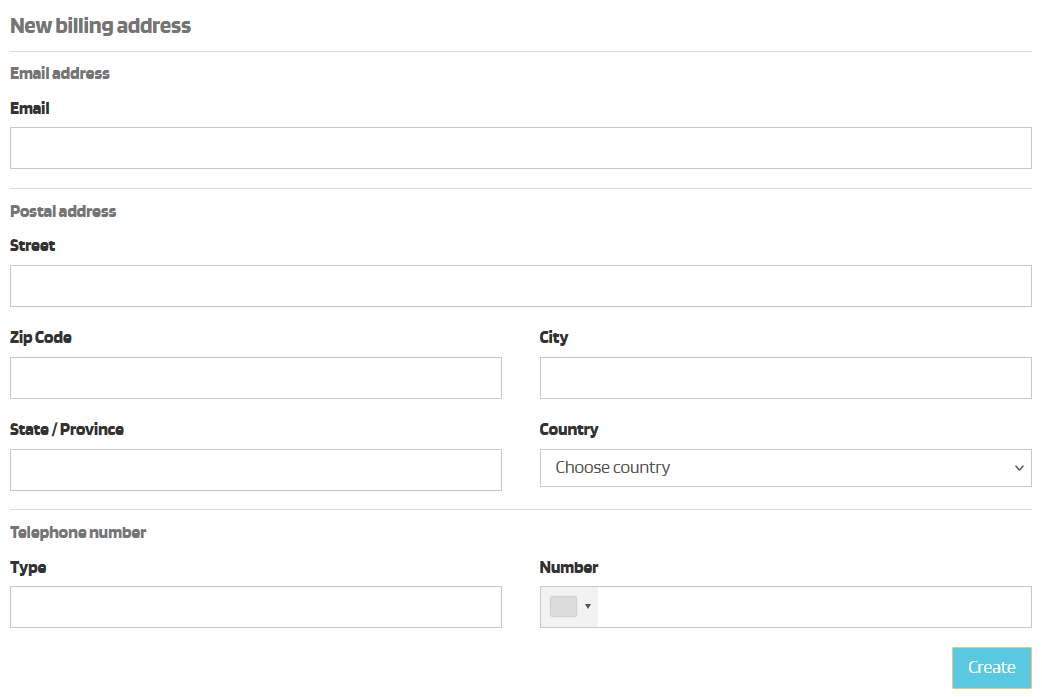 New billing address
Email address
Email
Postal address
Street
Zip Code
City
State / Province
Country
Choose country
Telephone number
Type
Number
Create